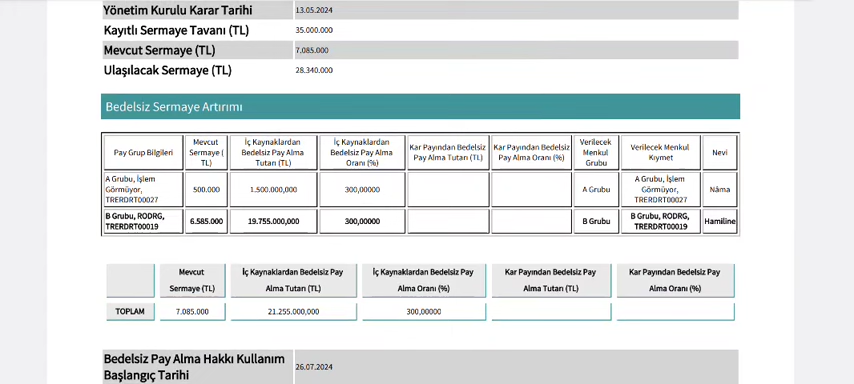 Yönetim Kurulu Karar Tarihi 13.05.2024
Kayıtlı Sermaye Tavanı (TL) 35.000.000
Mevcut Sermaye (TL) 7.085.000
Ulaşılacak Sermaye (TL) 28.340.000
Bedelsiz Sermaye Artırımı
Pay Grup Bilgileri
Mevcut
Sermaye (
TL)
İç Kaynaklardan
Bedelsiz Pay Alma
Tutarı (TL)
İç Kaynaklardan
Bedelsiz Pay Alma
Oranı (%)
Kar Payından Bedelsiz
Pay Alma Tutarı (TL)
Kar Payından Bedelsiz
Pay Alma Oranı (%)
Verilecek
Menkul
Grubu
Verilecek Menkul
Kıymet
Nevi
A Grubu, İşlem
Görmüyor,
TRERDRT00027
500.000
1.500.000,000
300,00000
A Grubu
A Grubu, İşlem
Görmüyor,
TRERDRT00027
Nâma
B Grubu, RODRG,
TRERDRT00019
6.585.000
19.755.000,000
300,00000
B Grubu
B Grubu, RODRG,
TRERDRT00019
Hamiline
Mevcut
Sermaye (TL)
İç Kaynaklardan Bedelsiz Pay
Alma Tutarı (TL)
İç Kaynaklardan Bedelsiz Pay
Alma Oranı (%)
Kar Payından Bedelsiz Pay
Alma Tutarı (TL)
Kar Payından Bedelsiz Pay
Alma Oranı (%)
TOPLAM 7.085.000 21.255.000,000 300,00000
Bedelsiz Pay Alma Hakkı Kullanım
Başlangıç Tarihi
26.07.2024